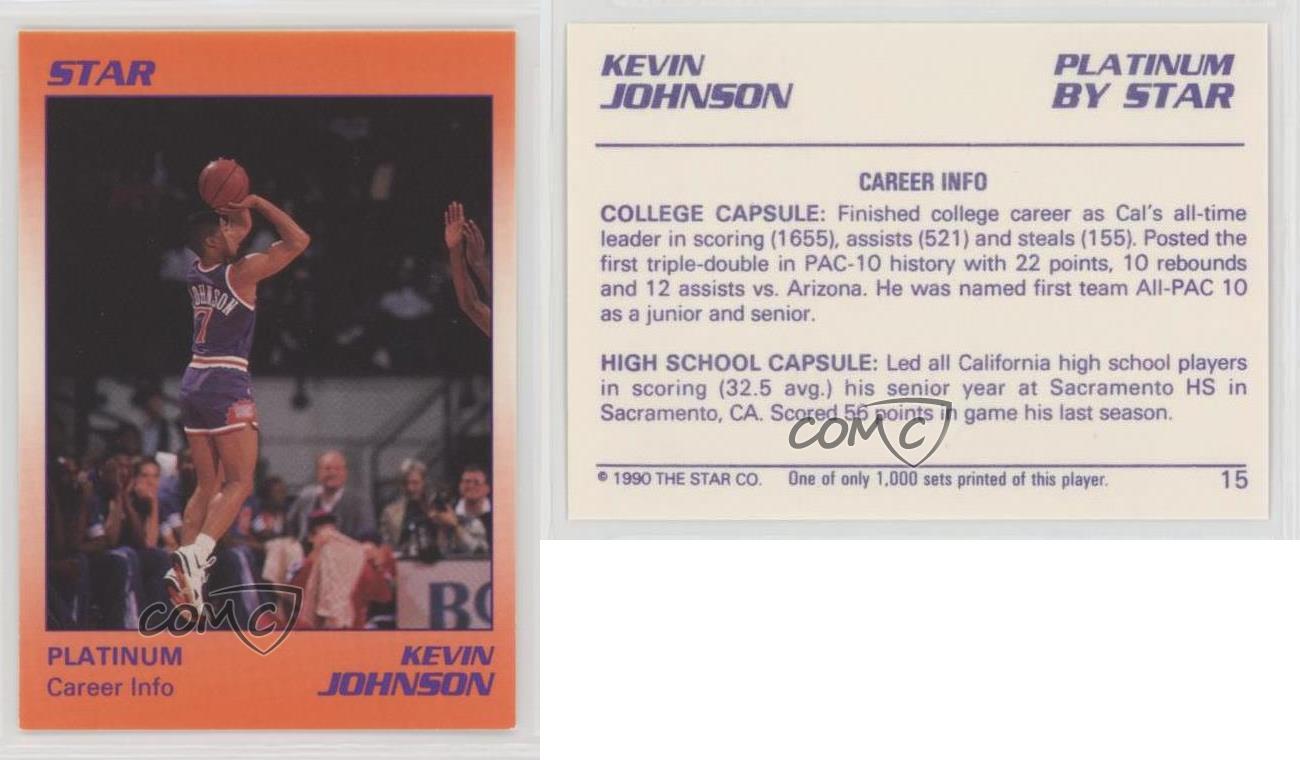 STAR
JOHNSON
7
BO
COMC
PLATINUM
Career Info
KEVIN
JOHNSON
KEVIN
JOHNSON
PLATINUM
BY STAR
CAREER INFO
COLLEGE CAPSULE: Finished college career as Cal's all-time
leader in scoring (1655), assists (521) and steals (155). Posted the
first triple-double in PAC-10 history with 22 points, 10 rebounds
and 12 assists vs. Arizona. He was named first team All-PAC 10
as a junior and senior.
HIGH SCHOOL CAPSULE: Led all California high school players
in scoring (32.5 avg.) his senior year at Sacramento HS in
Sacramento, CA. Scored 56 points in game his last season.
COMC
© 1990 THE STAR CO. One of only 1,000 sets printed of this player. 15